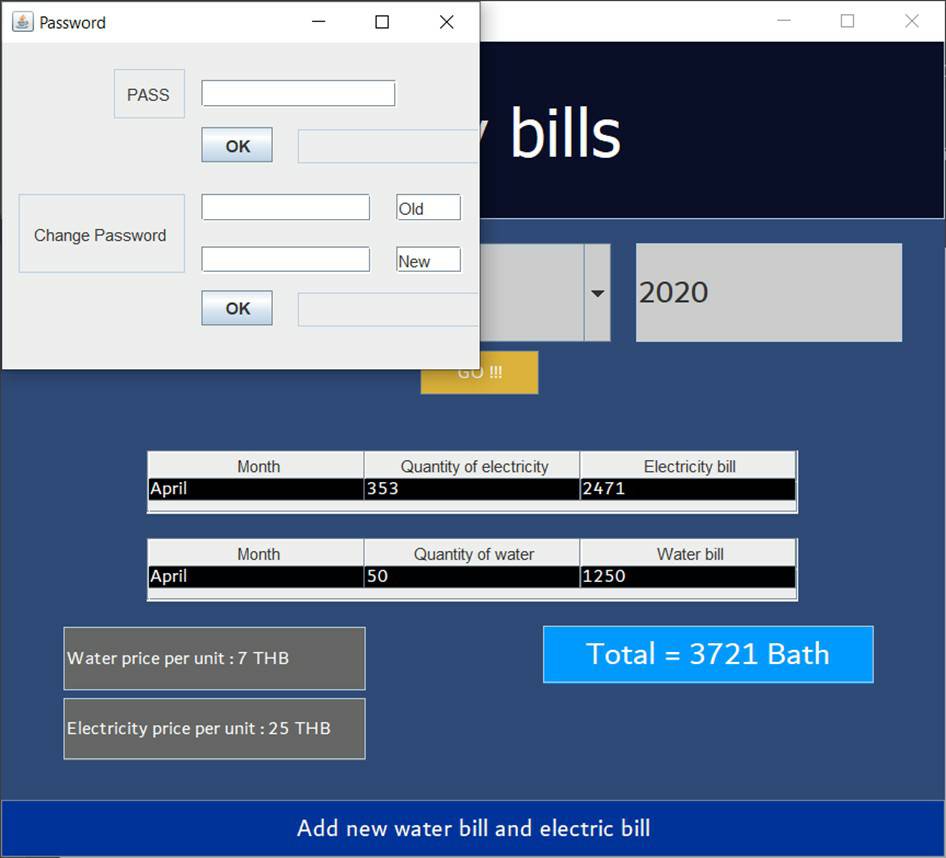 Password
PASS
OK
Change Password
Old
New
OK
bills
2020
GO !!!
Month Quantity of electricity Electricity bill
April 353 2471
Month Quantity of water Water bill
April 50 1250
Water price per unit : 7 THB
Total = 3721 Bath
Electricity price per unit : 25 THB
Add new water bill and electric bill